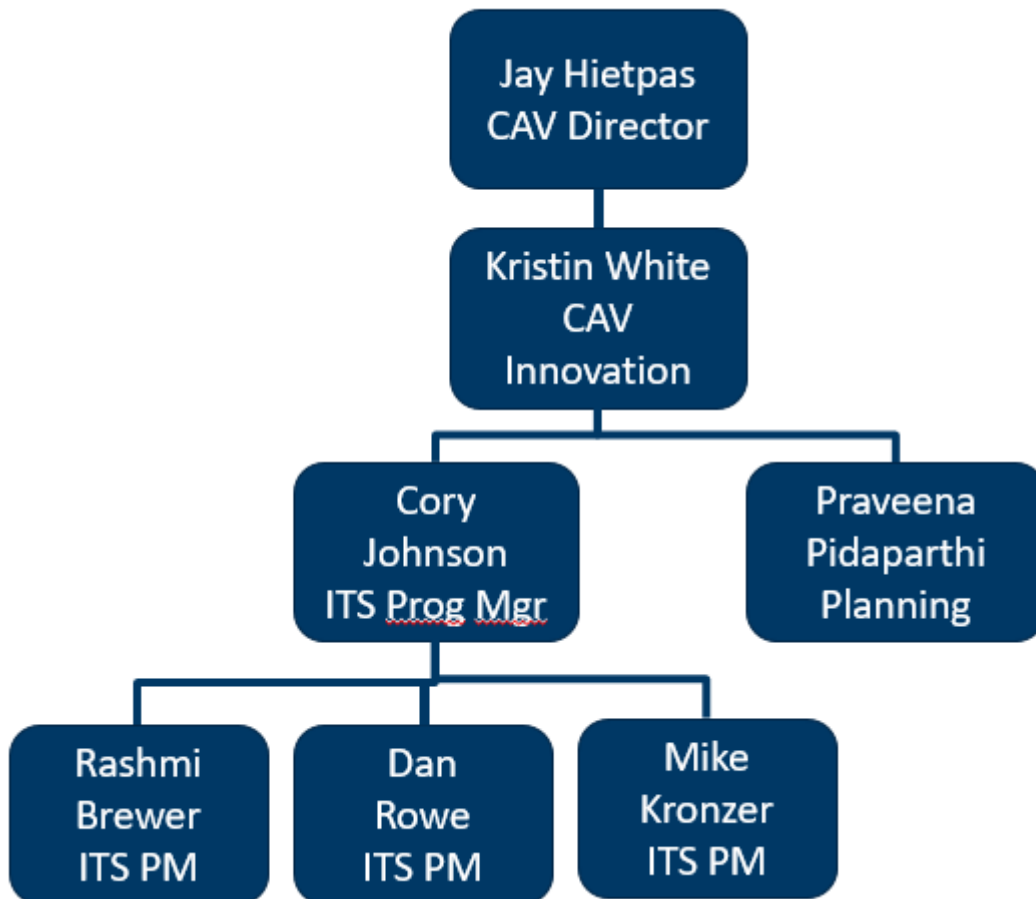 Jay Hietpas
CAV Director
Kristin White
CAV
Innovation
Cory
Johnson
ITS Prog Mgr
Praveena
Pidaparthi
Planning
Rashmi
Brewer
ITS PM
Dan
Rowe
ITS PM
Mike
Kronzer
ITS PM